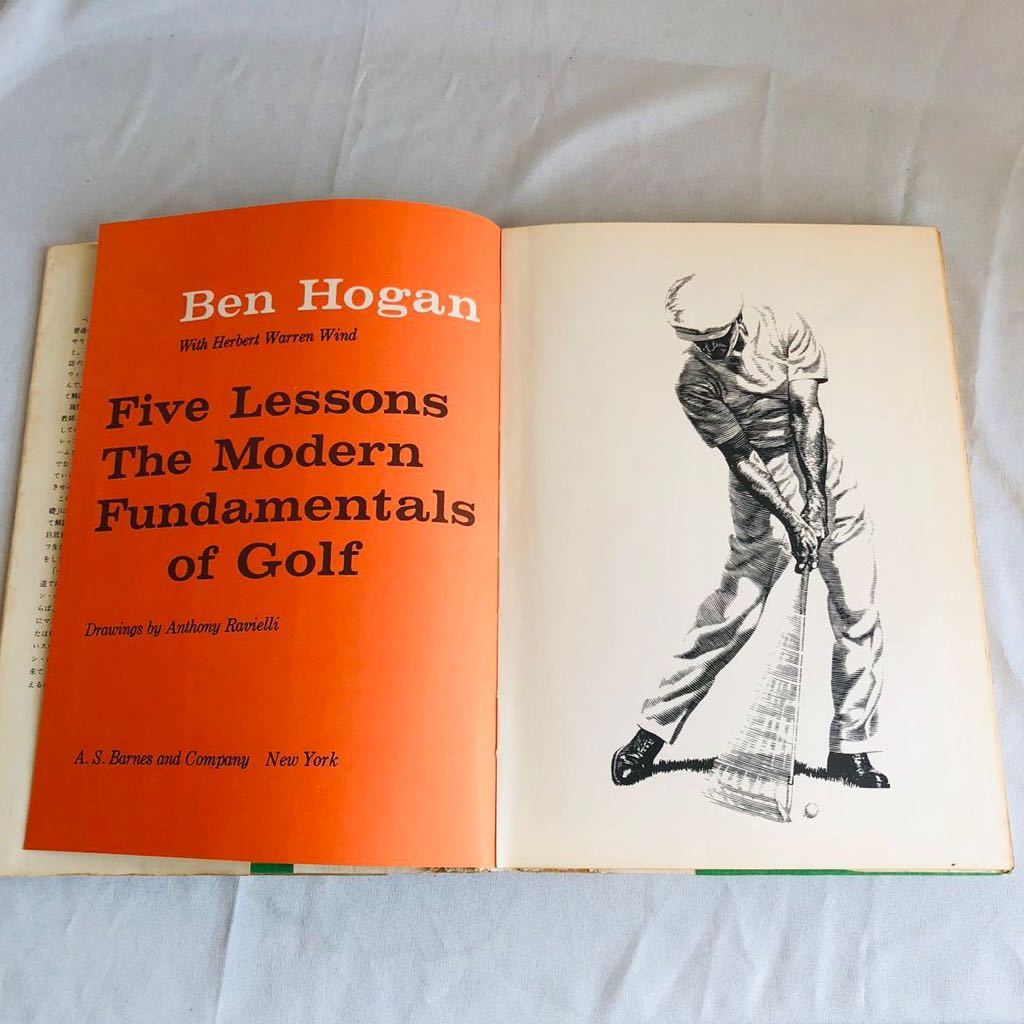 Ben Hogan
With Herbert Warren Wind
Five Lessons
The Modern
Fundamentals
of Golf
Drawings by Anthony Ravielli
A. S. Barnes and Company New York